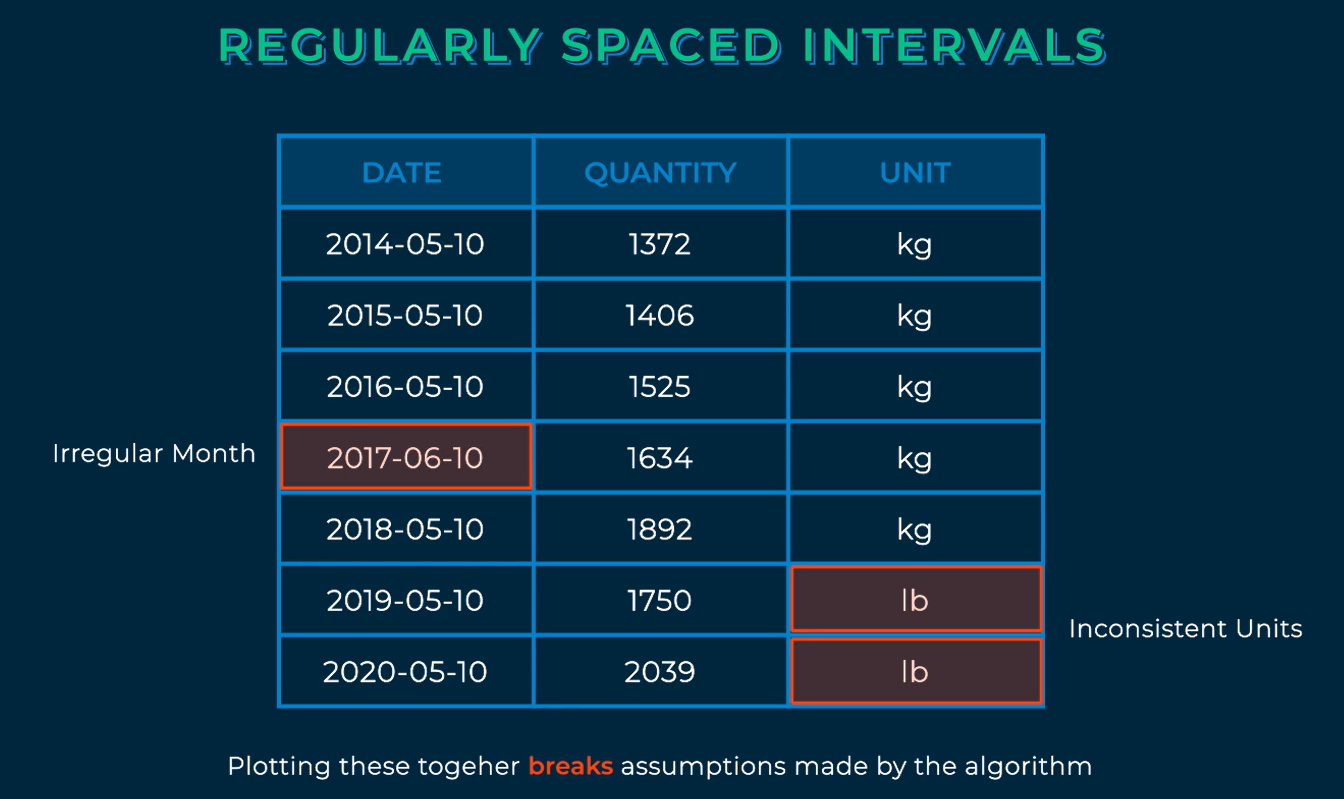 REGULARLY SPACED INTERVALS
DATE QUANTITY UNIT
2014-05-10 1372 kg
2015-05-10 1406 kg
2016-05-10 1525 kg
Irregular Month 2017-06-10 1634 kg
2018-05-10 1892 kg
2019-05-10 1750 lb
Inconsistent Units
2020-05-10 2039 lb
Plotting these togeher breaks assumptions made by the algorithm